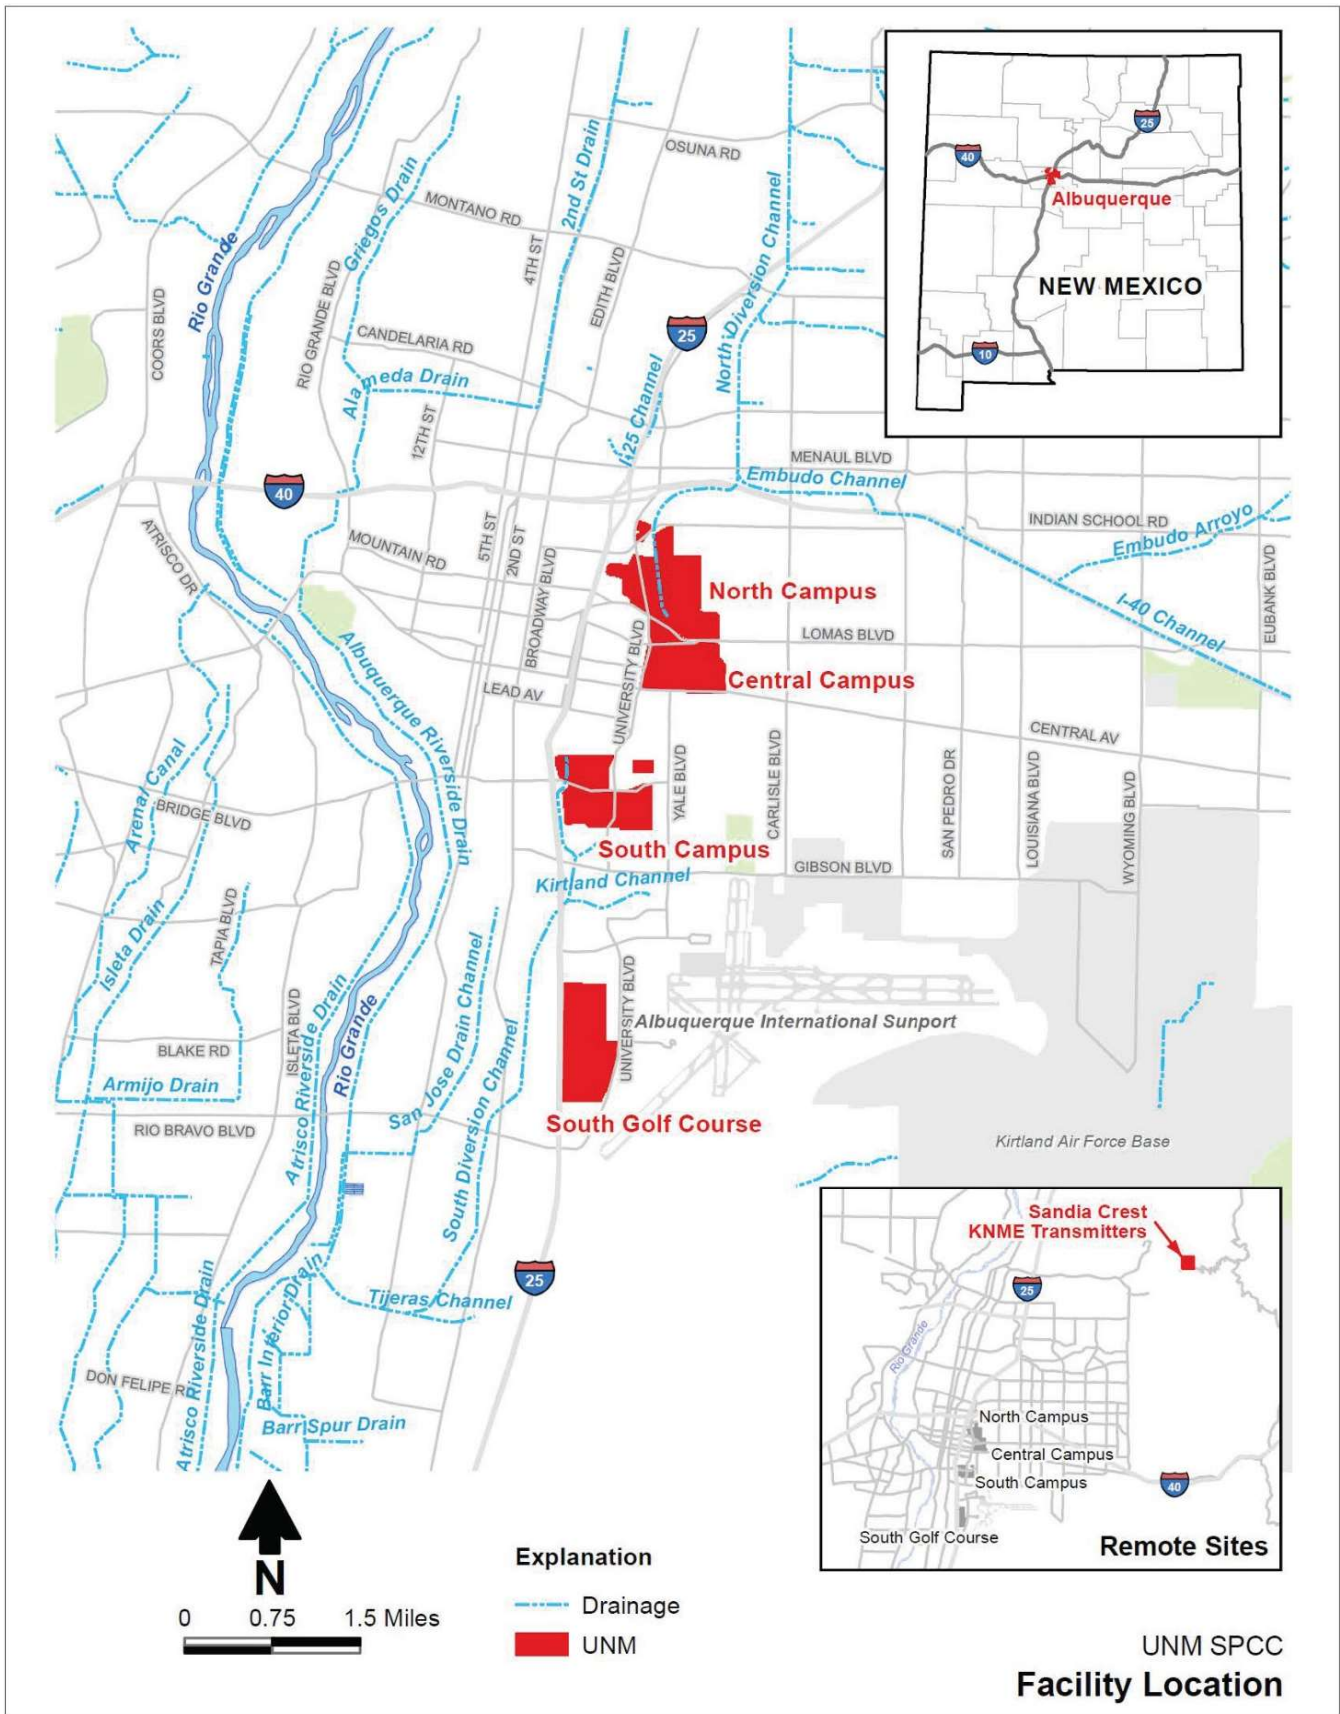 OSUNA RD
2nd St Drain
MONTANO RD
Griegos Drain
North Diversion Channel
4TH ST
EDITH BLVD
Rio Grande
COORS BLVD
RIO GRANDE BLVD
CANDELARIA RD
25
Alameda Drain
I-25 Channel
12TH ST
25
40
Albuquerque
NEW MEXICO
10
MENAUL BLVD
Embudo Channel
40
INDIAN SCHOOL RD
Embudo Arroyo
ATRISCO DR
MOUNTAIN RD
5TH ST
2ND ST
BROADWAY BLVD
EUBANK BLVD
North Campus
I-40 Channel
LOMAS BLVD
UNIVERSITY BLVD
Central Campus
Albuquerque Riverside Drain
LEAD AV
CENTRAL AV
Arenal Canal
BRIDGE BLVD
YALE BLVD
CARLISLE BLVD
SAN PEDRO DR
LOUISIANA BLVD
WYOMING BLVD
South Campus
GIBSON BLVD
Kirtland Channel
Isleta Drain
TAPIA BLVD
San Jose Drain Channel
UNIVERSITY BLVD
Albuquerque International Sunport
ISLETA BLVD
Atrisco Riverside Drain
Rio Grande
BLAKE RD
Armijo Drain
South Diversion Channel
South Golf Course
RIO BRAVO BLVD
Kirtland Air Force Base
25
Tijeras Channel
Atrisco Riverside Drain
Barr Interior Drain
DON FELIPE R
Barr Spur Drain
Sandia Crest
KNME Transmitters
25
Rio Grande
North Campus
Central Campus
South Campus
40
South Golf Course
Remote Sites
N
0 0.75 1.5 Miles
Explanation
Drainage
UNM
UNM SPCC
Facility Location